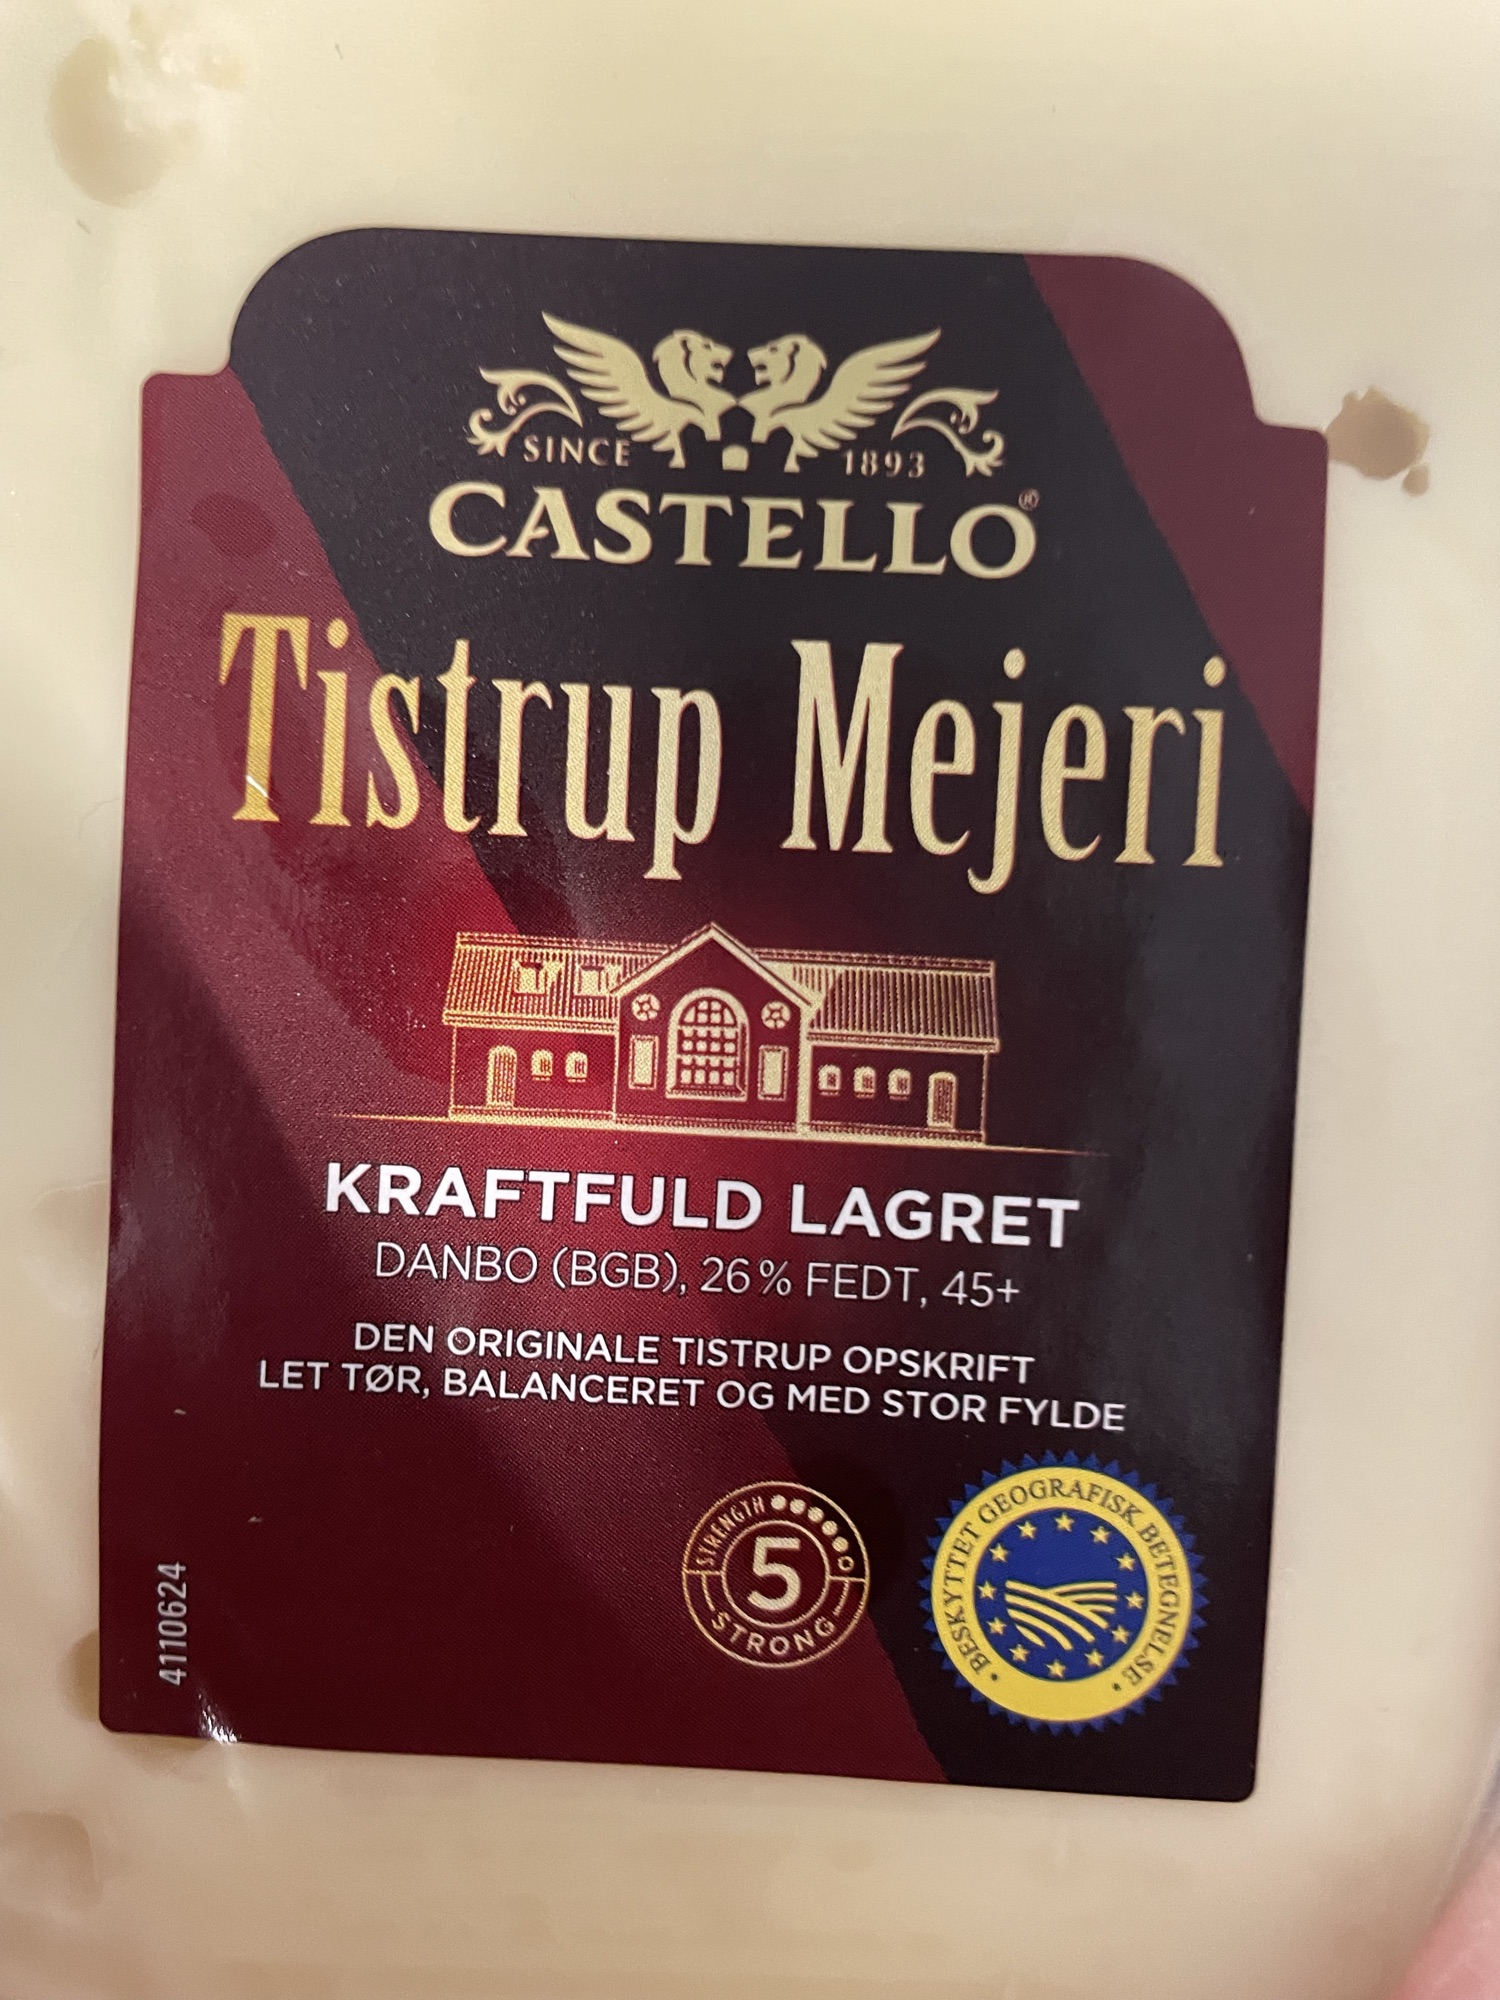 SINCE 1893
CASTELLO®
Tistrup Mejeri
KRAFTFULD LAGRET
DANBO (BGB), 26% FEDT, 45+
DEN ORIGINALE TISTRUP OPSKRIFT
LET TØR, BALANCERET OG MED STOR FYLDE
STRENGTH
5
STRONG
• BESKYTTET GEOGRAFISK BETEGNELSE •
4110624